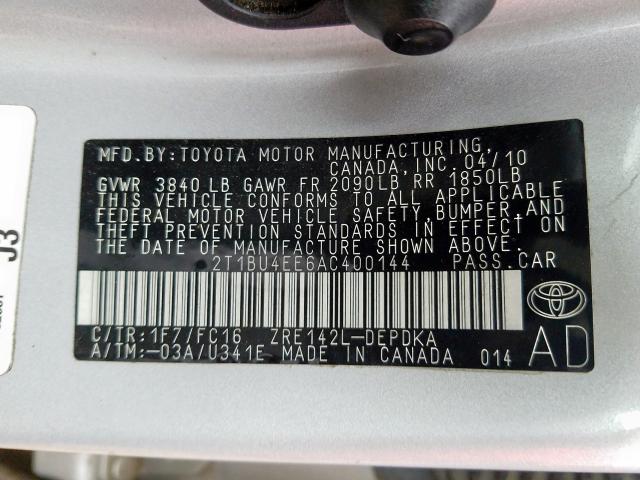 MFD.BY:TOYOTA MOTOR MANUFACTURING,
CANADA, INC. 04/10
GVWR 3840LB GAWR FR 2090LB RR 1850LB
THIS VEHICLE CONFORMS TO ALL APPLICABLE
FEDERAL MOTOR VEHICLE SAFETY,BUMPER,AND
THEFT PREVENTION STANDARDS IN EFFECT ON
THE DATE OF MANUFACTURE SHOWN ABOVE.
2T1BU4EE6AC400144 PASS.CAR
C/TR:1F7/FC16 ZRE142L-DEPDKA
A/TM:-03A/U341E MADE IN CANADA 014
AD
J3